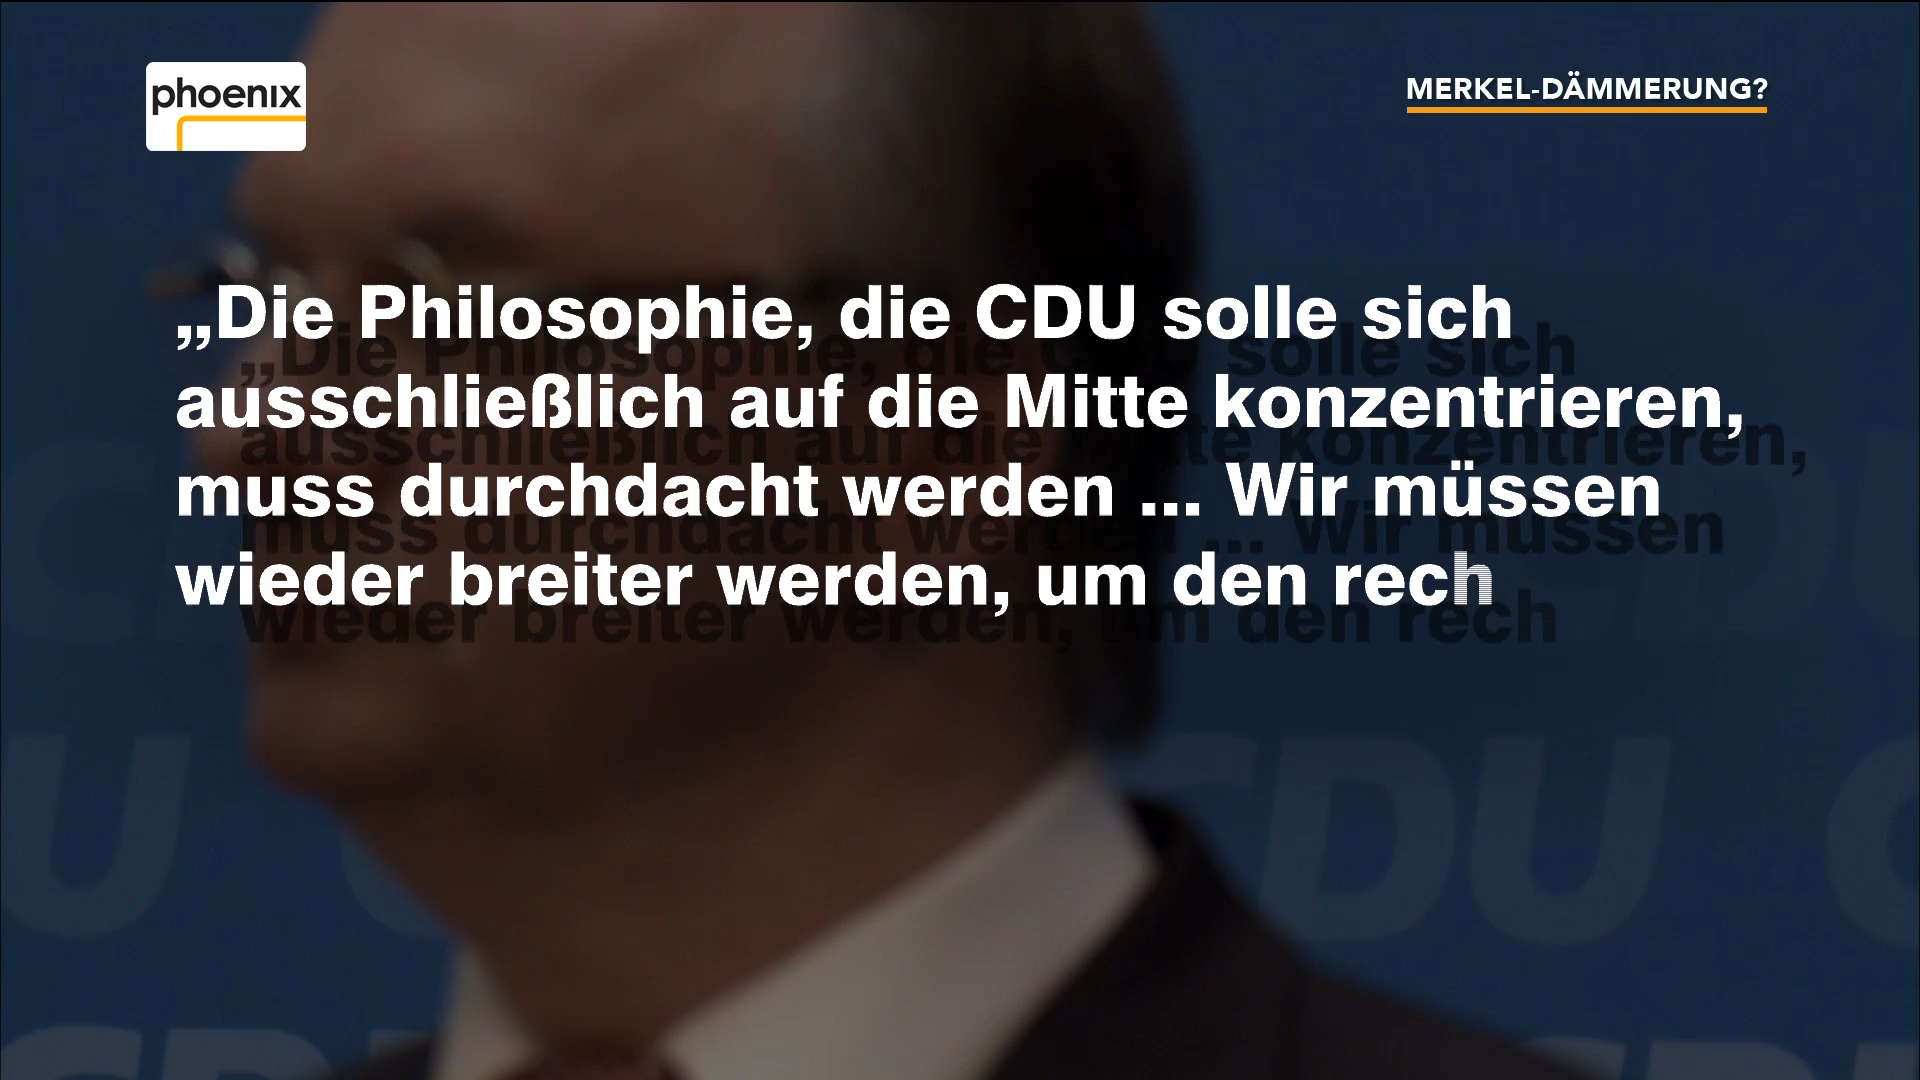 phoenix
MERKEL-DÄMMERUNG?
„Die Philosophie, die CDU solle sich
ausschließlich auf die Mitte konzentrieren,
muss durchdacht werden ... Wir müssen
wieder breiter werden, um den rech
CDU